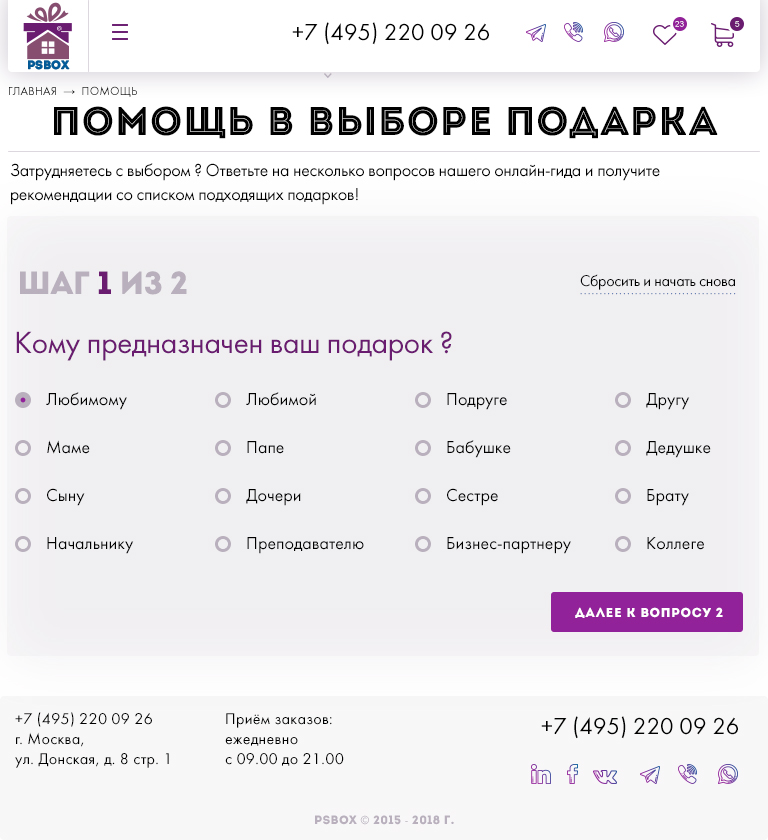 PSBOX
+7 (495) 220 09 26
23
5
ГЛАВНАЯ → ПОМОЩЬ
ПОМОЩЬ В ВЫБОРЕ ПОДАРКА
Затрудняетесь с выбором ? Ответьте на несколько вопросов нашего онлайн-гида и получите
рекомендации со списком подходящих подарков!
ШАГ 1 ИЗ 2
Сбросить и начать снова
Кому предназначен ваш подарок ?
Любимому Любимой Подруге Другу
Маме Папе Бабушке Дедушке
Сыну Дочери Сестре Брату
Начальнику Преподавателю Бизнес-партнеру Коллеге
ДАЛЕЕ К ВОПРОСУ 2
+7 (495) 220 09 26
г. Москва,
ул. Донская, д. 8 стр. 1
Приём заказов:
ежедневно
с 09.00 до 21.00
+7 (495) 220 09 26
PSBOX © 2015 - 2018 Г.